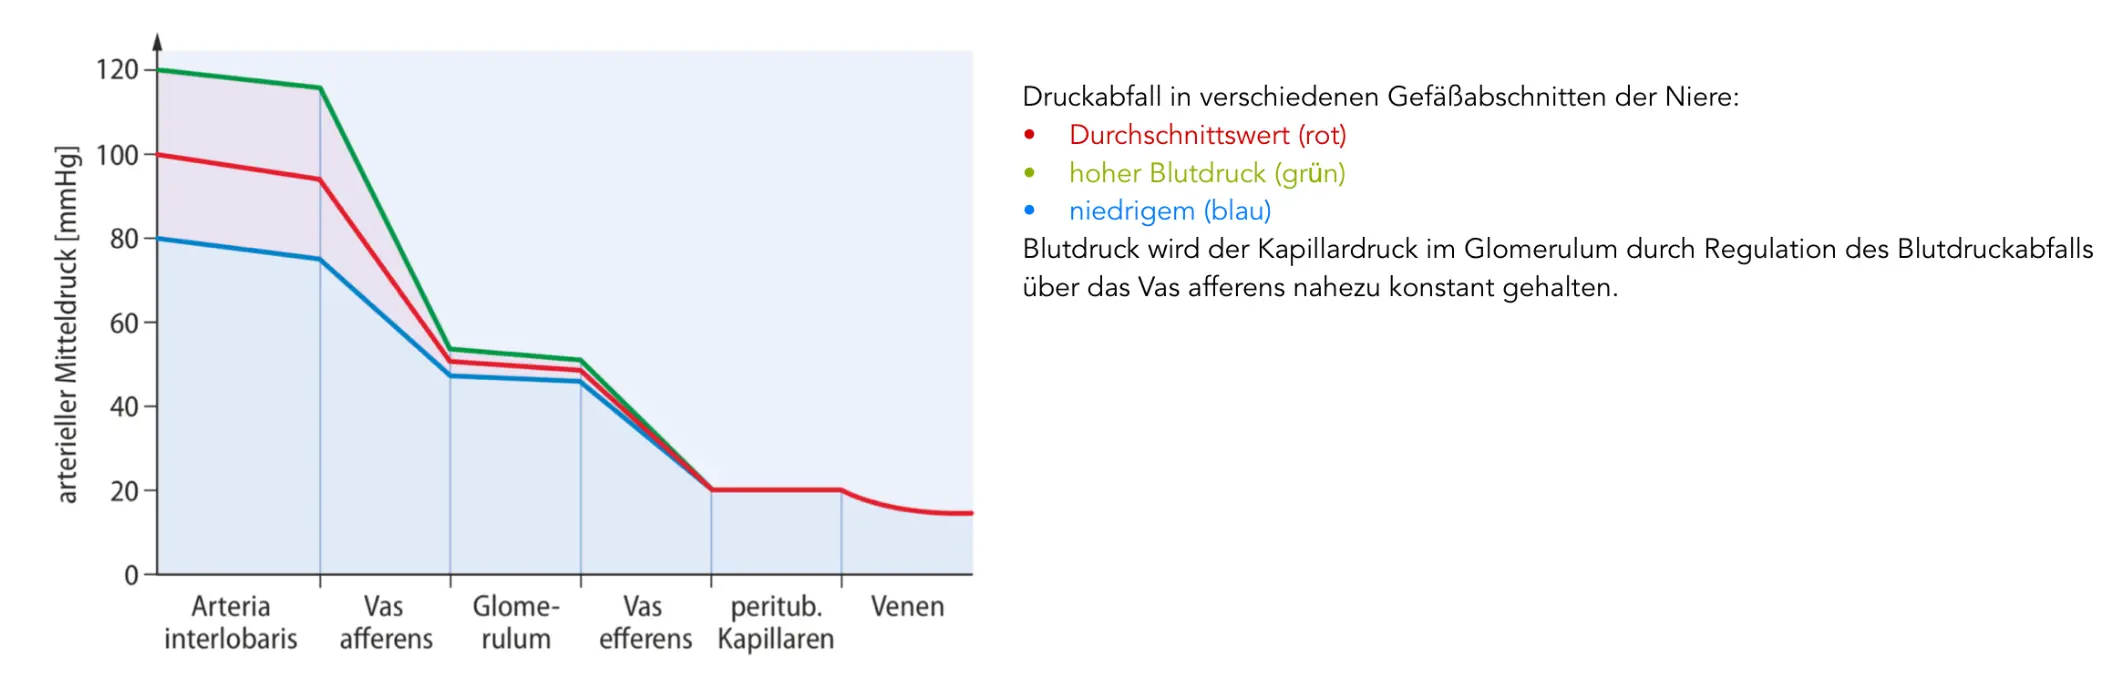 arterieller Mitteldruck [mmHg]
120
100
80
60
40
20
0
Arteria
interlobaris
Vas
afferens
Glome-
rulum
Vas
efferens
peritub.
Kapillaren
Venen
Druckabfall in verschiedenen Gefäßabschnitten der Niere:
• Durchschnittswert (rot)
• hoher Blutdruck (grün)
• niedrigem (blau)
Blutdruck wird der Kapillardruck im Glomerulum durch Regulation des Blutdruckabfalls
über das Vas afferens nahezu konstant gehalten.